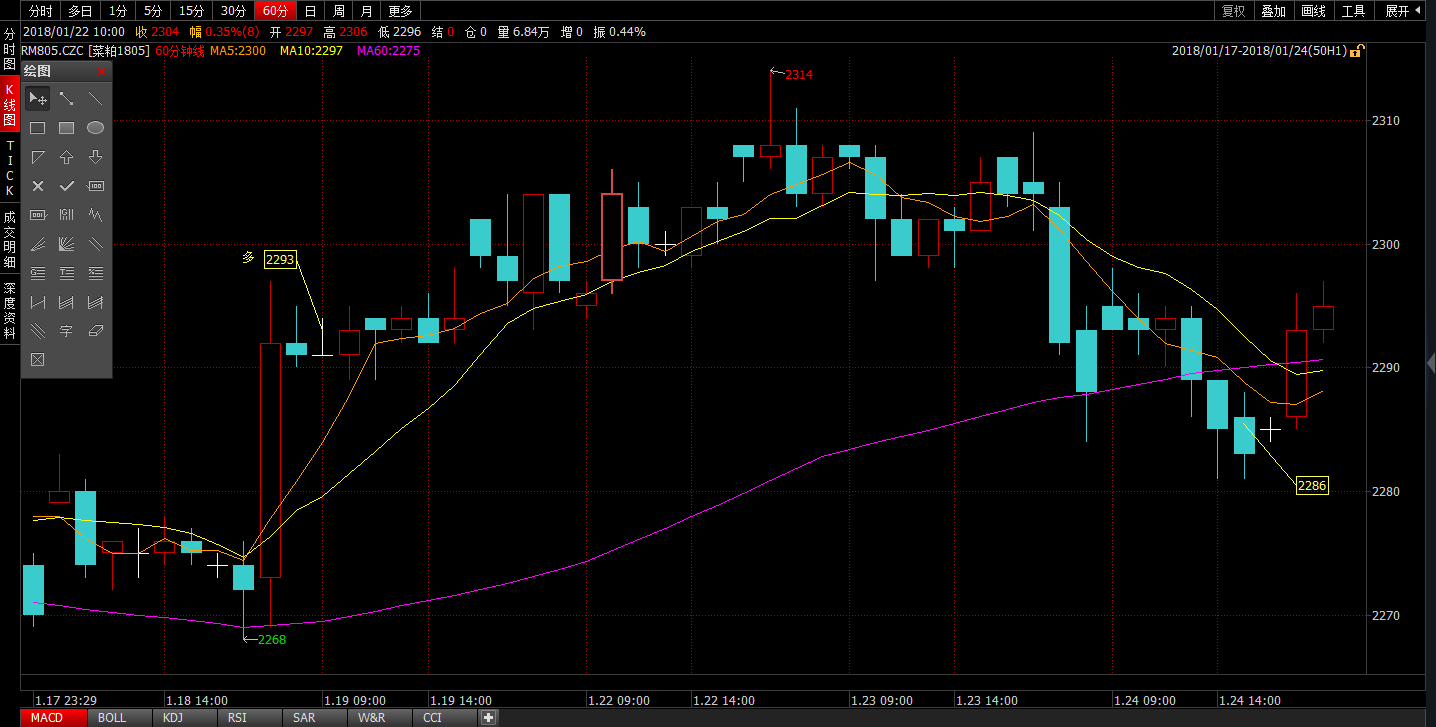 分时 多日 1分 5分 15分 30分 60分 日 周 月 更多 复权 叠加 画线 工具 展开
2018/01/22 10:00 收 2304 幅 0.35%(8) 开 2297 高 2306 低 2296 结 0 仓 0 量 6.84万 增 0 振 0.44%
RM805.CZC [菜粕1805] 60分钟线 MA5:2300 MA10:2297 MA60:2275 2018/01/17-2018/01/24(50H1)
分时图
K线图
TICK
成交明细
深度资料
绘图
字
2314
2310
2300
多 2293
2290
2286
2280
2270
2268
1.17 23:29 1.18 14:00 1.19 09:00 1.19 14:00 1.22 09:00 1.22 14:00 1.23 09:00 1.23 14:00 1.24 09:00 1.24 14:00
MACD BOLL KDJ RSI SAR W&R CCI